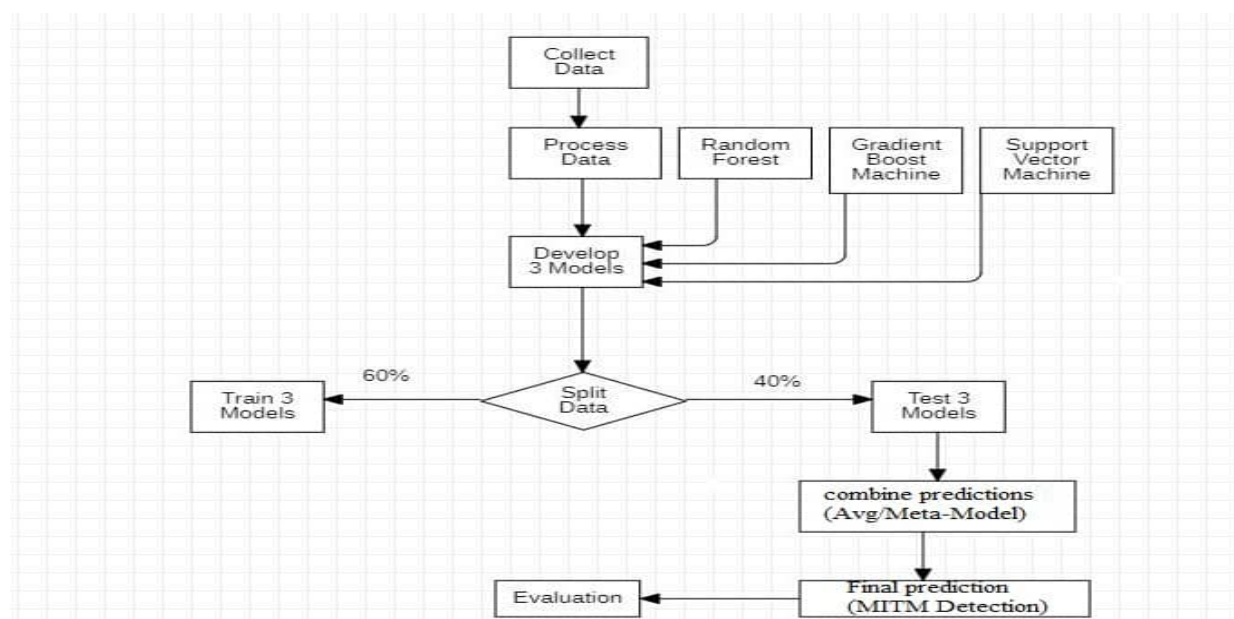 Collect
Data
Process
Data
Random
Forest
Gradient
Boost
Machine
Support
Vector
Machine
Develop
3 Models
60%
Split
Data
40%
Train 3
Models
Test 3
Models
combine predictions
(Avg/Meta-Model)
Final prediction
(MITM Detection)
Evaluation